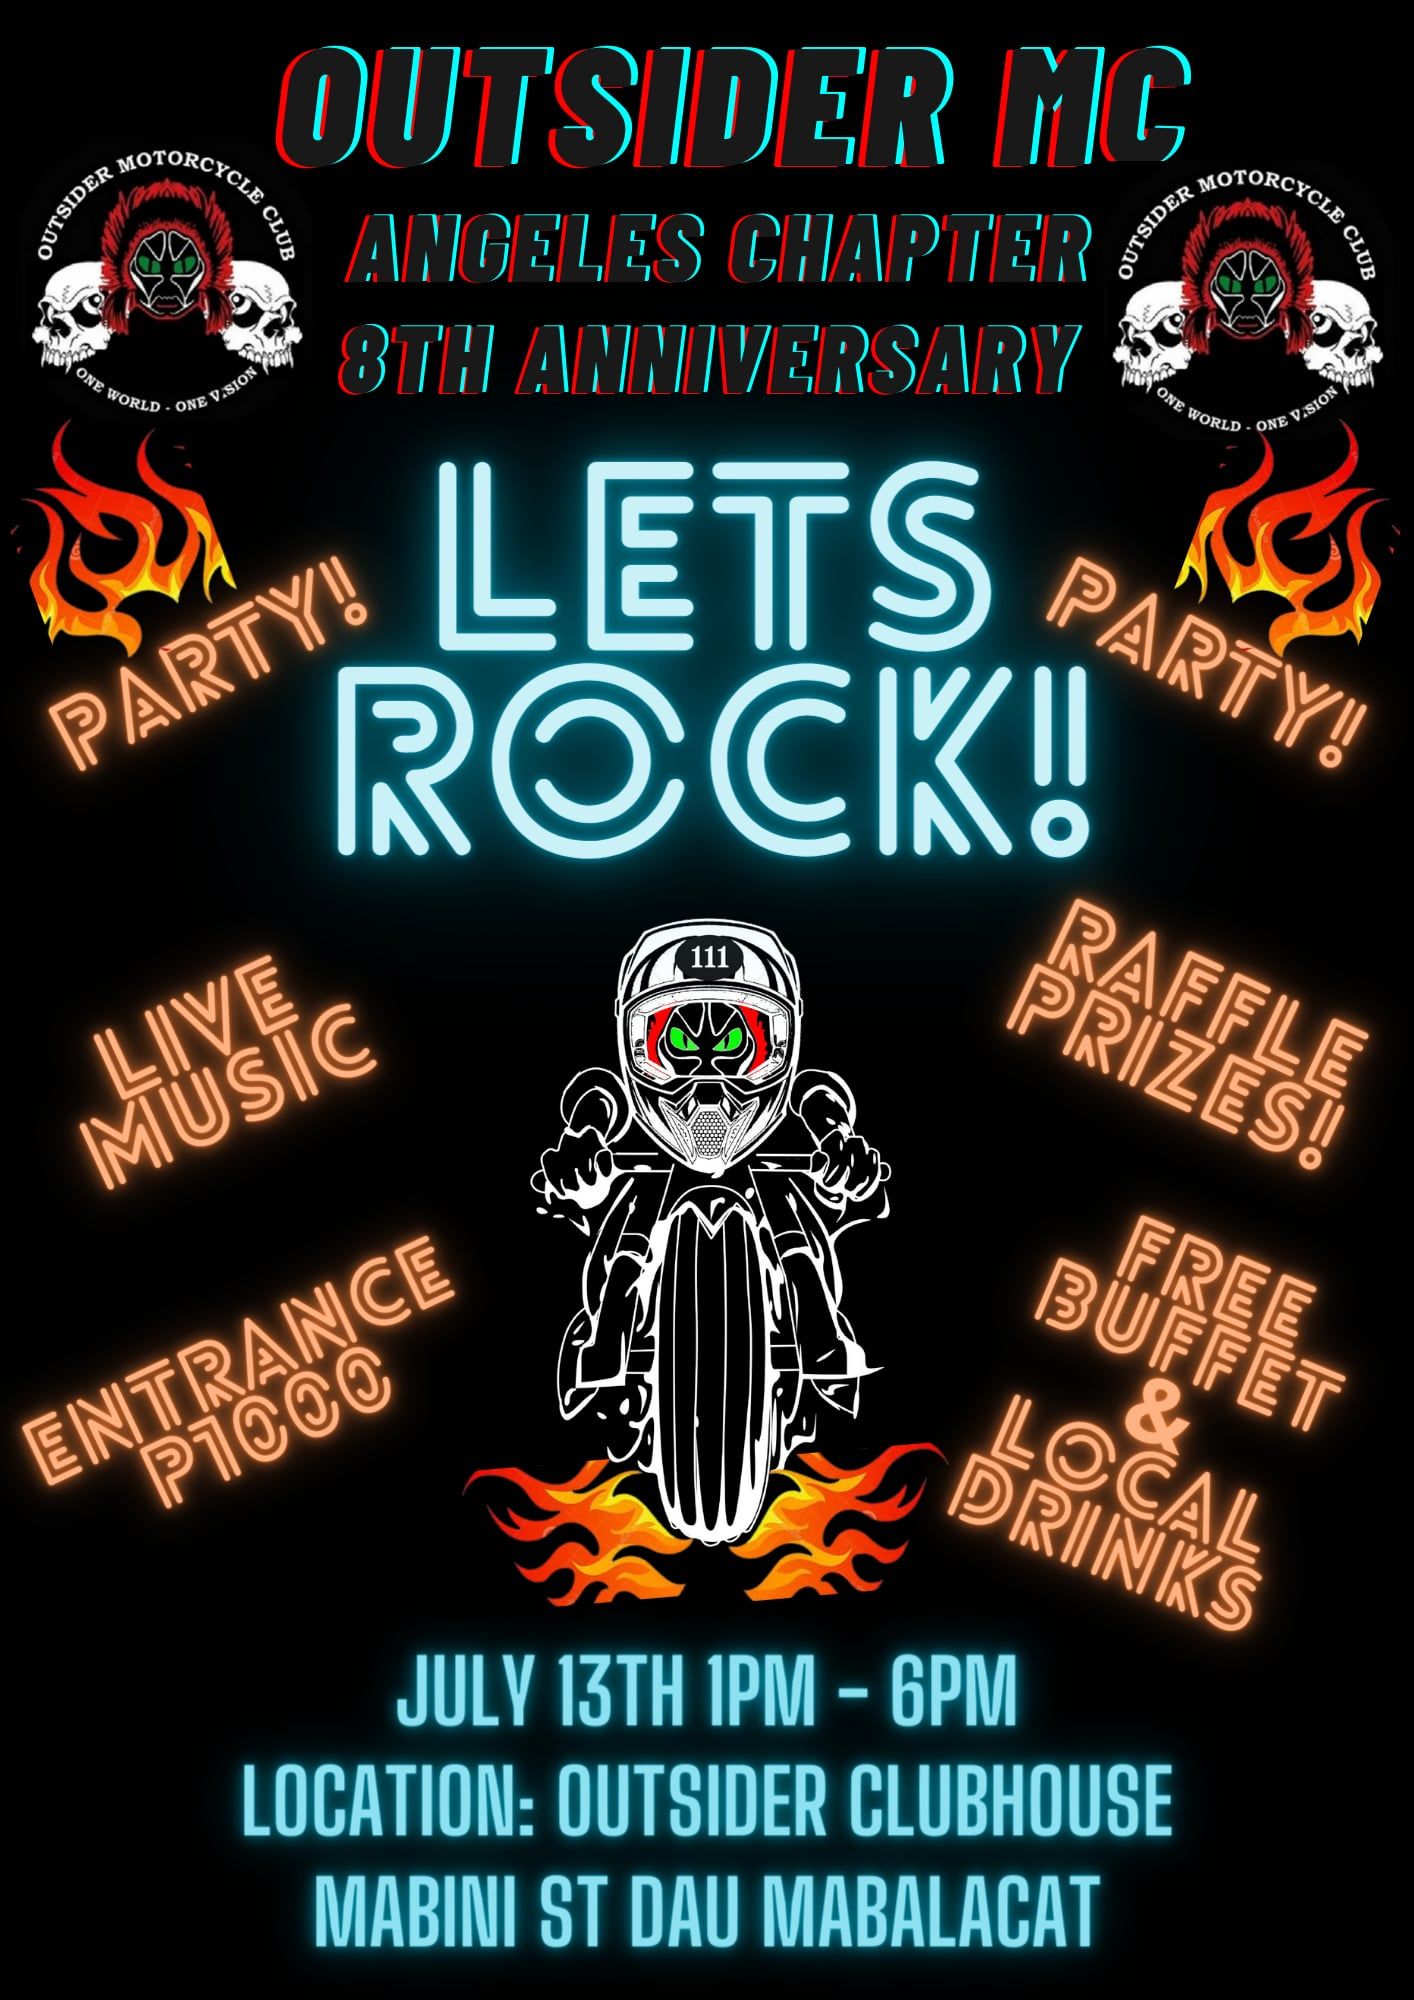 OUTSIDER MC
ANGELES CHAPTER
8TH ANNIVERSARY
OUTSIDER MOTORCYCLE CLUB
ONE WORLD - ONE VISION
OUTSIDER MOTORCYCLE CLUB
ONE WORLD - ONE VISION
LETS
ROCK!
PARTY!
PARTY!
LIVE
MUSIC
RAFFLE
PRIZES!
111
ENTRANCE
P1000
FREE
BUFFET
&
LOCAL
DRINKS
JULY 13TH 1PM - 6PM
LOCATION: OUTSIDER CLUBHOUSE
MABINI ST DAU MABALACAT